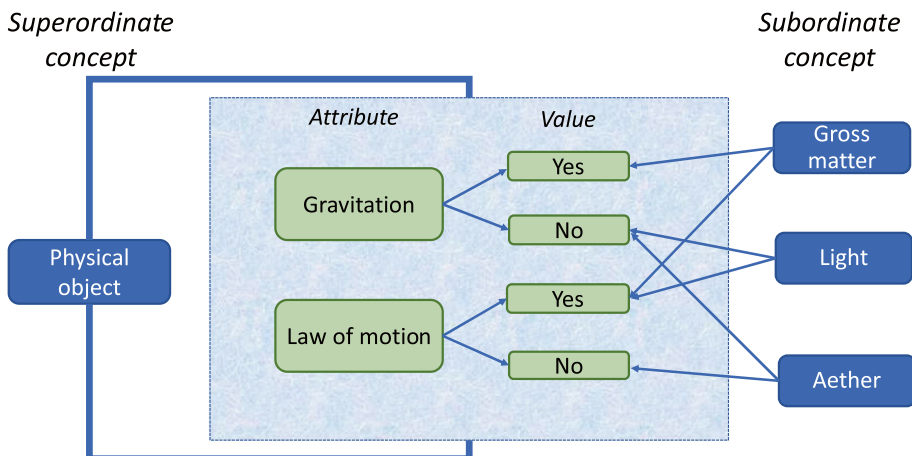 Superordinate
concept
Subordinate
concept
Attribute
Value
Gross
matter
Yes
Gravitation
No
Physical
object
Light
Yes
Law of motion
No
Aether